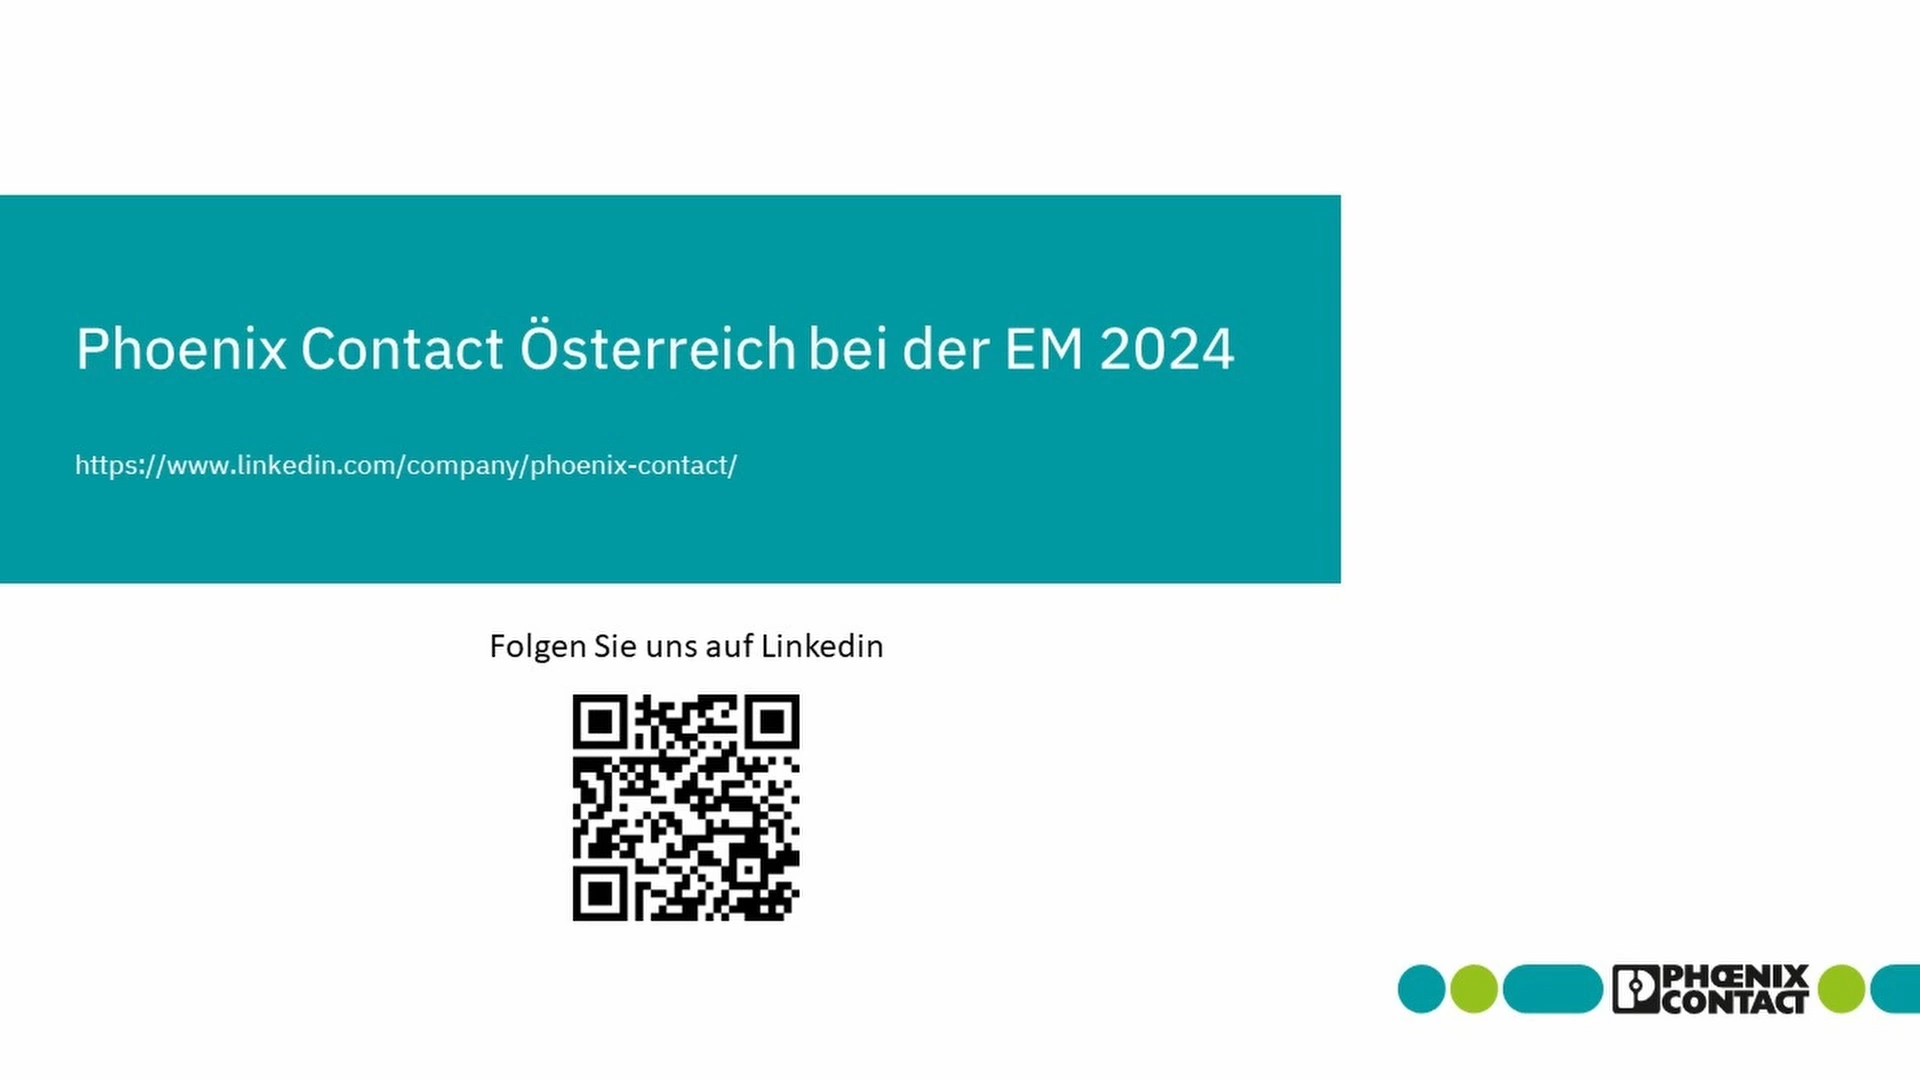 Phoenix Contact Österreich bei der EM 2024
https://www.linkedin.com/company/phoenix-contact/
Folgen Sie uns auf Linkedin
PHŒNIX
CONTACT